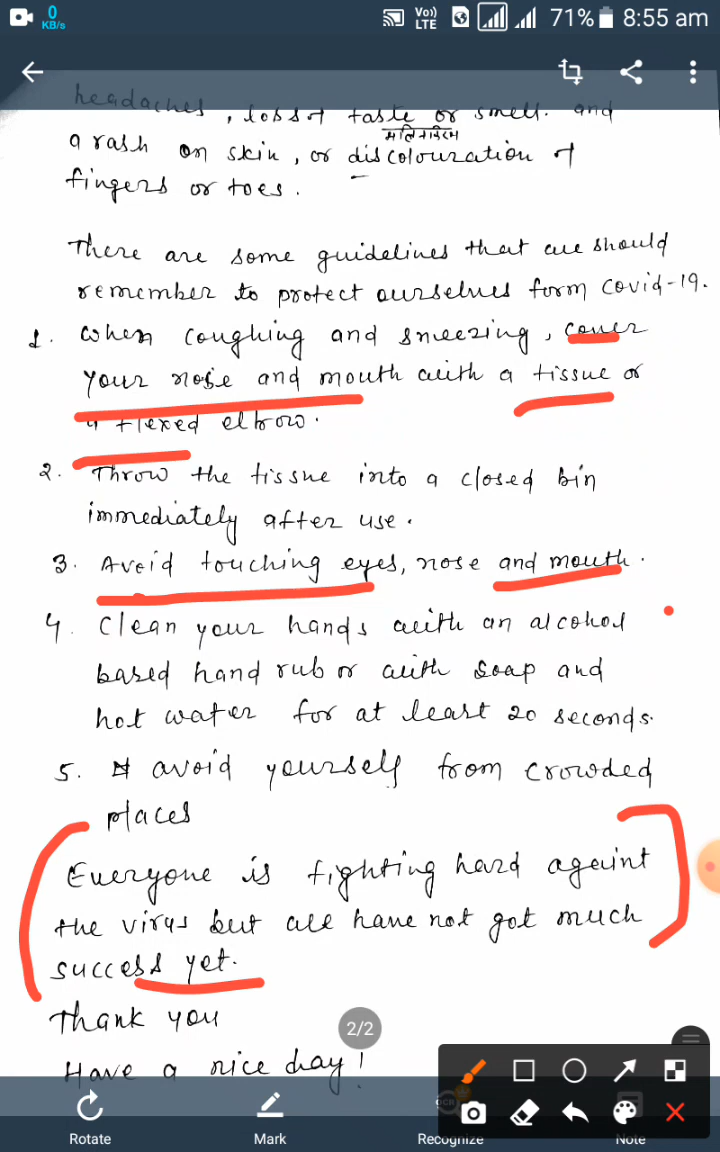 0
KB/s
Vo))
LTE
71%
8:55 am
headaches, loss of taste or smell. and
a rash on skin, or discolouration of
fingers or toes.
There are some guidelines that we should
remember to protect ourselves form covid-19.
1. When coughing and sneezing, cover
your nose and mouth with a tissue or
a flexed elbow.
2. Throw the tissue into a closed bin
immediately after use.
3. Avoid touching eyes, nose and mouth.
4. Clean your hands with an alcohol
based hand rub or with soap and
hot water for at least 20 seconds.
5. avoid yourself from crowded
places
Everyone is fighting hard againt
the virus but we have not got much
success yet.
Thank you
2/2
Have a nice day!
Rotate
Mark
Recognize
Note